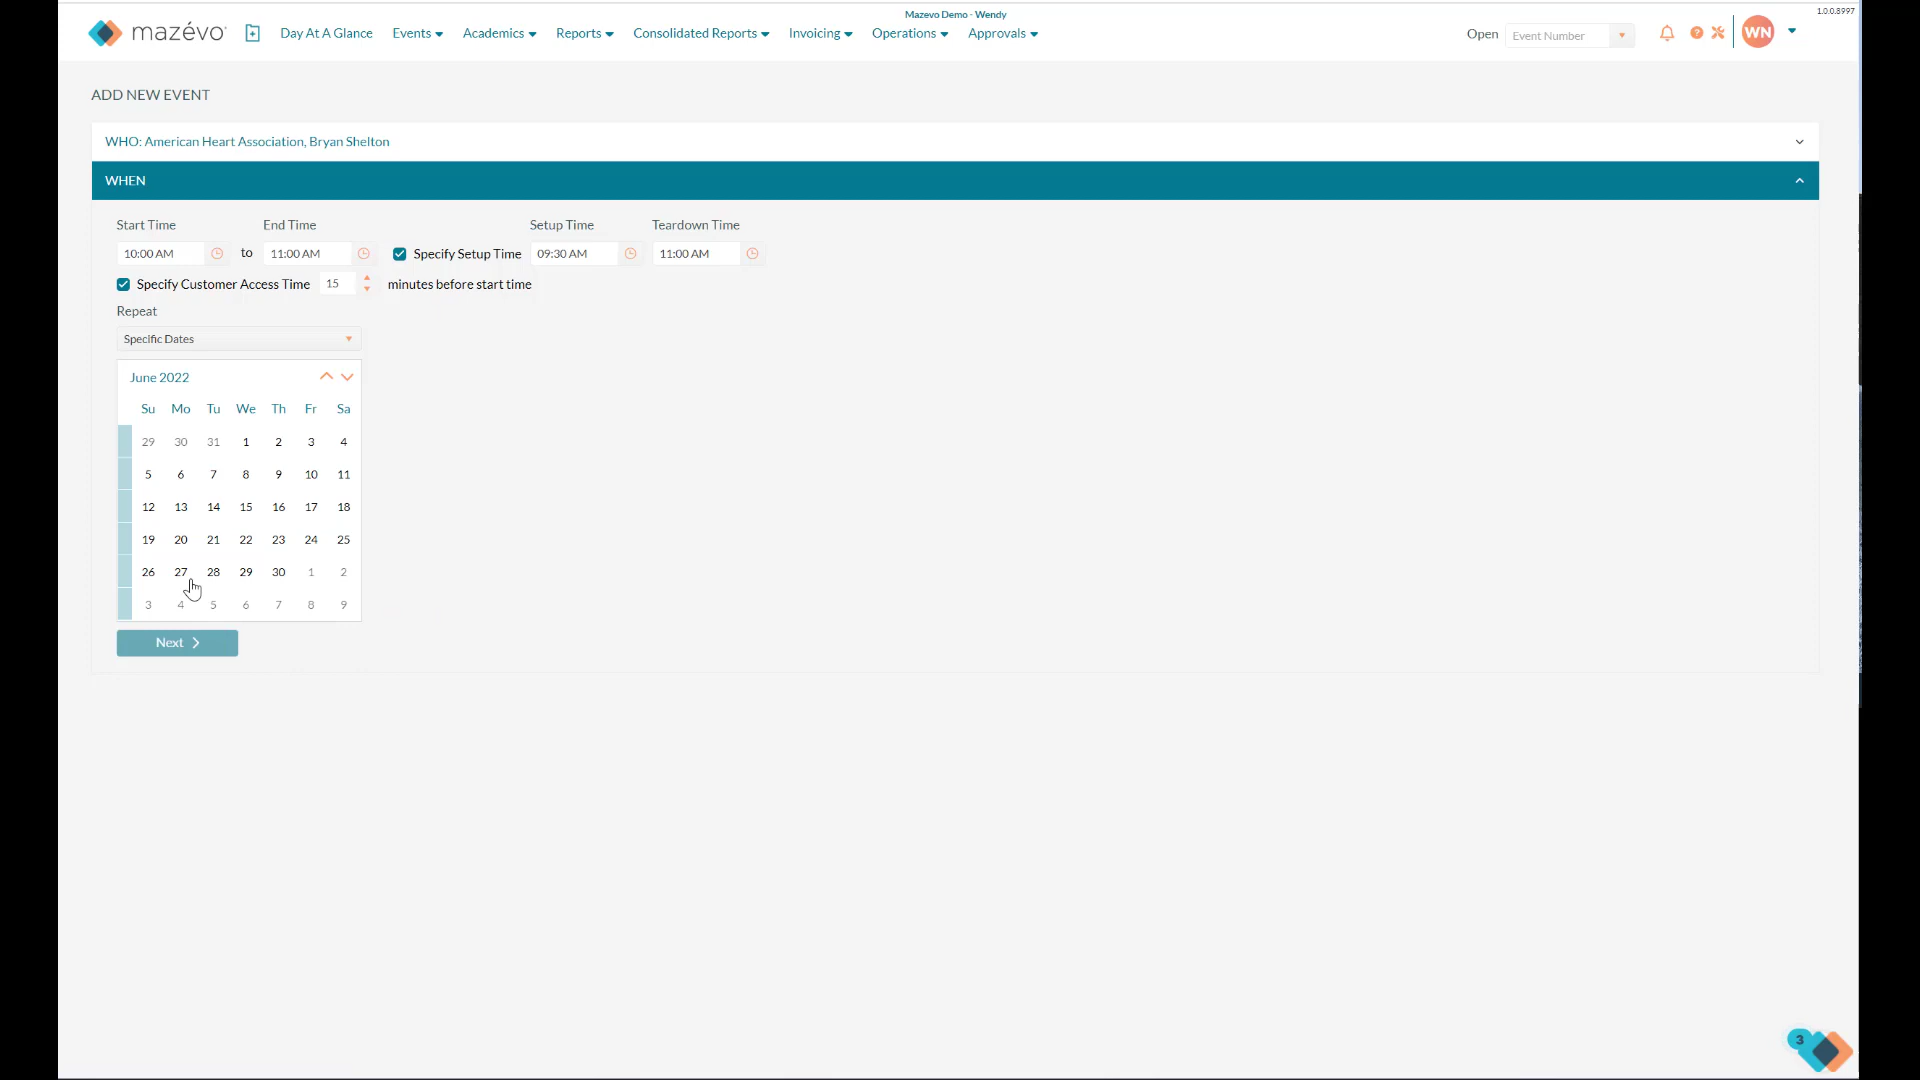 Mazevo Demo - Wendy
1.0.0.8997
mazévo
Day At A Glance
Events
Academics
Reports
Consolidated Reports
Invoicing
Operations
Approvals
Open
Event Number
?
WN
ADD NEW EVENT
WHO: American Heart Association, Bryan Shelton
WHEN
Start Time End Time Setup Time Teardown Time
10:00 AM to 11:00 AM Specify Setup Time 09:30 AM 11:00 AM
Specify Customer Access Time 15 minutes before start time
Repeat
Specific Dates
June 2022
Su Mo Tu We Th Fr Sa
29 30 31 1 2 3 4
5 6 7 8 9 10 11
12 13 14 15 16 17 18
19 20 21 22 23 24 25
26 27 28 29 30 1 2
3 4 5 6 7 8 9
Next
3